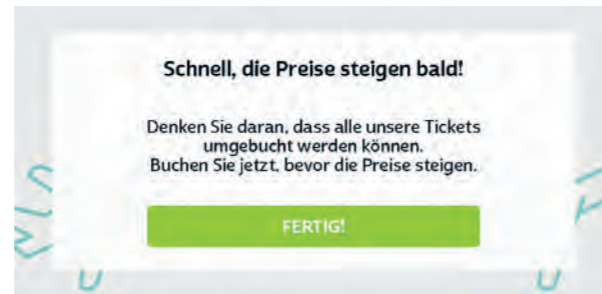 Schnell, die Preise steigen bald!
Denken Sie daran, dass alle unsere Tickets
umgebucht werden können.
Buchen Sie jetzt, bevor die Preise steigen.
FERTIG!